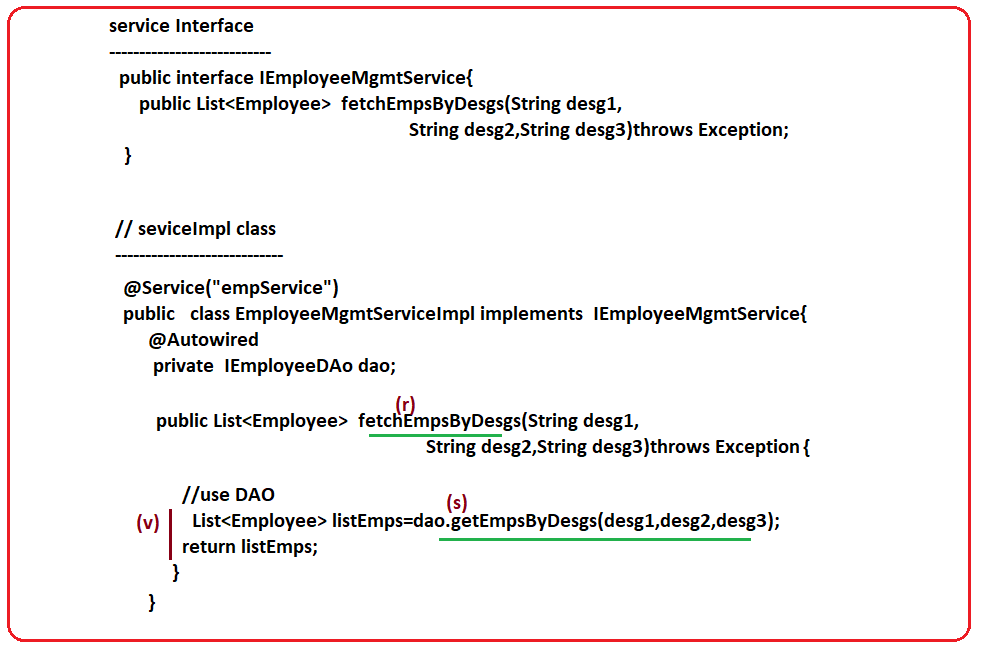 service Interface
---------------------------
public interface IEmployeeMgmtService{
public List<Employee> fetchEmpsByDesgs(String desg1,
String desg2,String desg3)throws Exception;
}
// seviceImpl class
----------------------------
@Service("empService")
public class EmployeeMgmtServiceImpl implements IEmployeeMgmtService{
@Autowired
private IEmployeeDAo dao;
(r)
public List<Employee> fetchEmpsByDesgs(String desg1,
String desg2,String desg3)throws Exception {
//use DAO
(s)
(v) List<Employee> listEmps=dao.getEmpsByDesgs(desg1,desg2,desg3);
return listEmps;
}
}